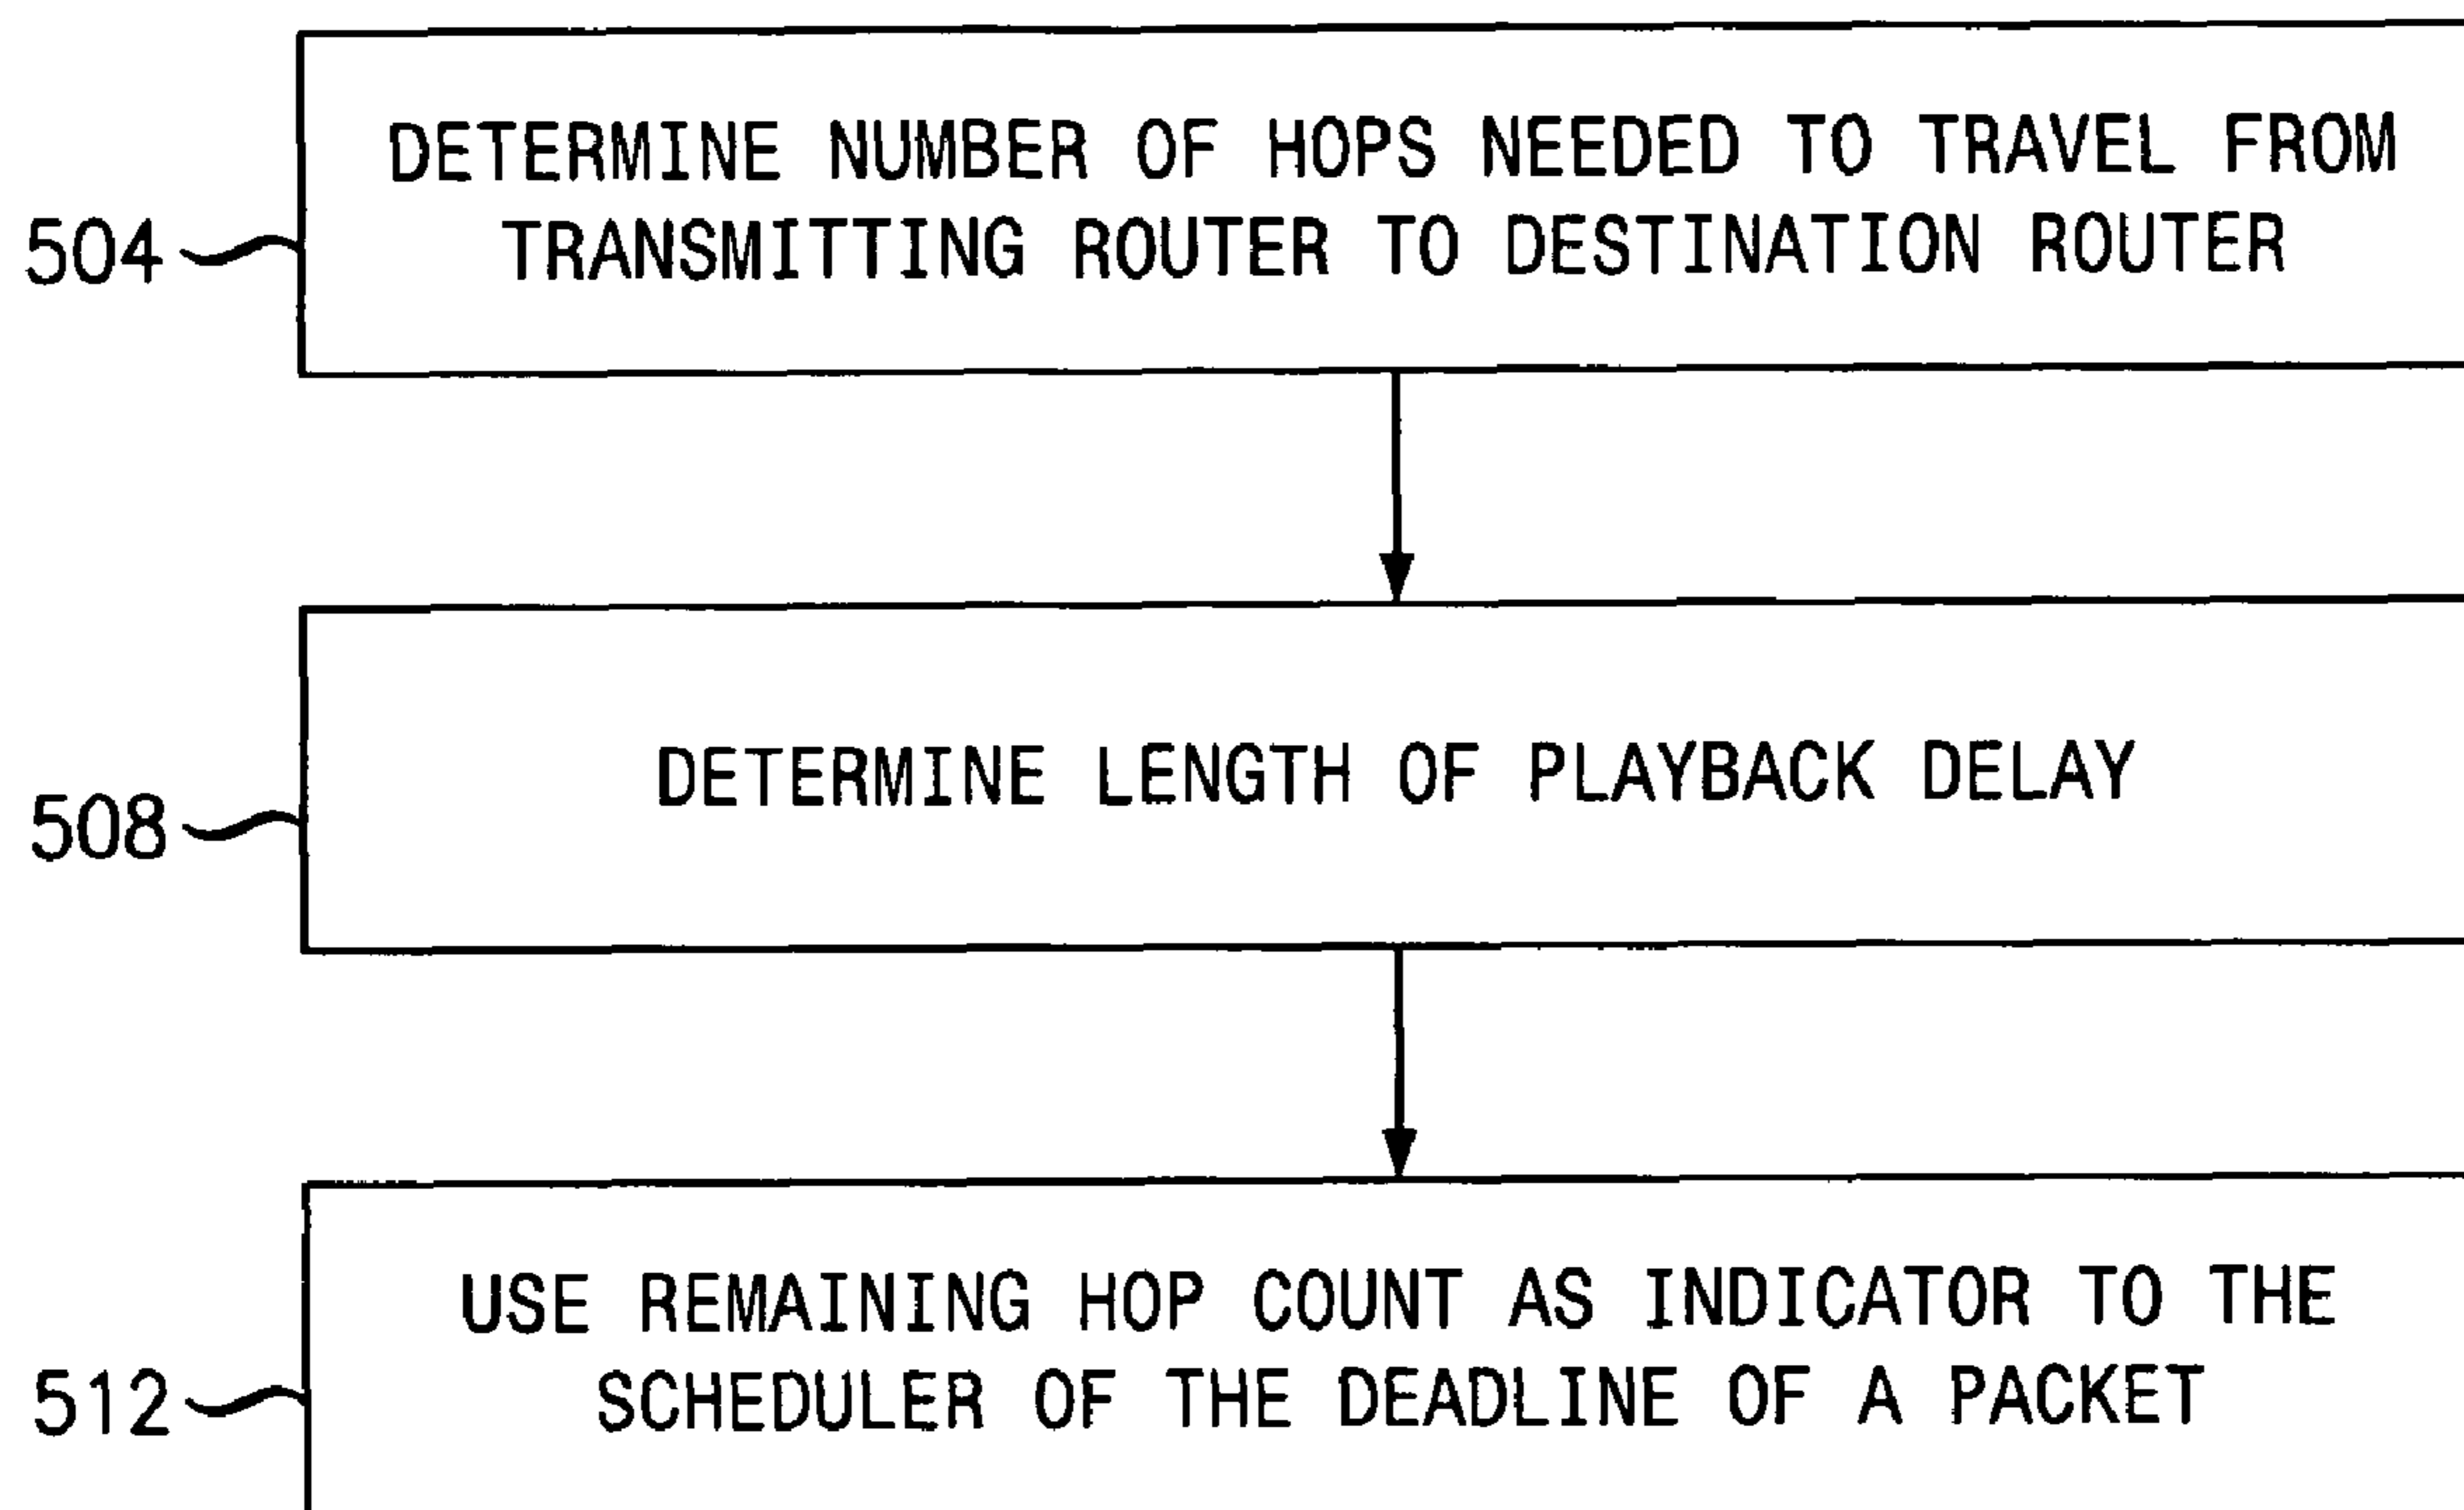 DETERMINE NUMBER OF HOPS NEEDED TO TRAVEL FROM
TRANSMITTING ROUTER TO DESTINATION ROUTER
504
DETERMINE LENGTH OF PLAYBACK DELAY
508
USE REMAINING HOP COUNT AS INDICATOR TO THE
SCHEDULER OF THE DEADLINE OF A PACKET
512